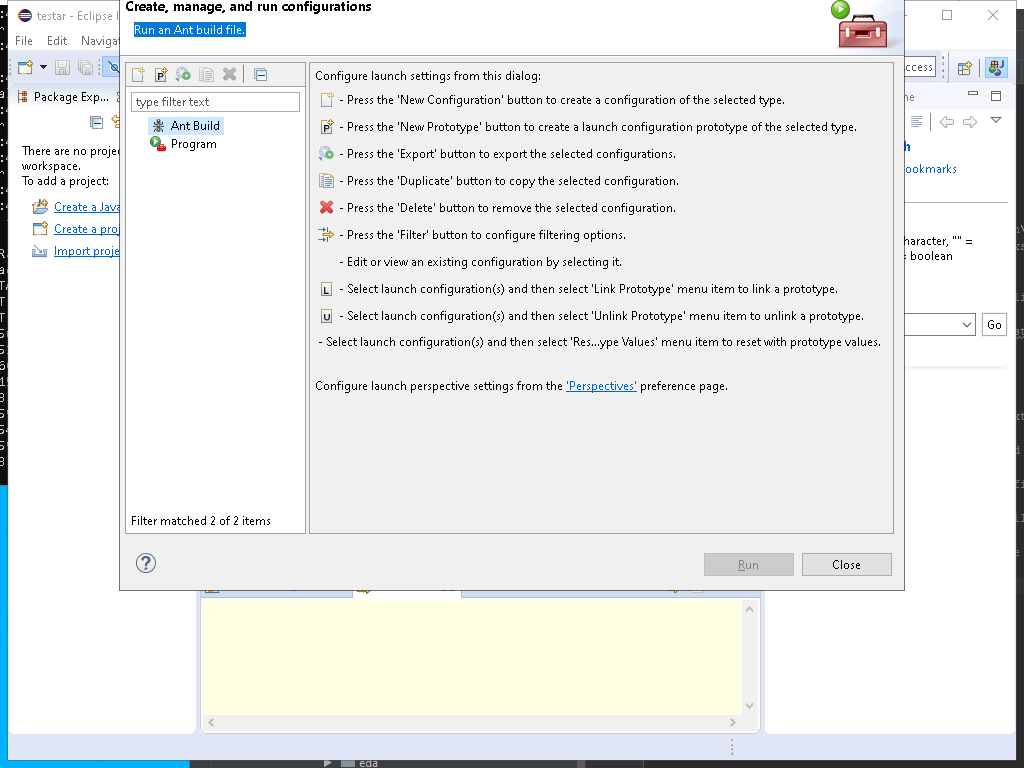 Create, manage, and run configurations
testar - Eclipse
Run an Ant build file.
File Edit
Package Exp...
type filter text
Ant Build
Program
Filter matched 2 of 2 items
There are no
workspace.
To add a project:
Create a
Create a
Import
Configure launch settings from this dialog:
- Press the 'New Configuration' button to create a configuration of the selected type.
- Press the 'New Prototype' button to create a launch configuration prototype of the selected type.
- Press the 'Export' button to export the selected configurations.
- Press the 'Duplicate' button to copy the selected configuration.
- Press the 'Delete' button to remove the selected configuration.
- Press the 'Filter' button to configure filtering options.
- Edit or view an existing configuration by selecting it.
L - Select launch configuration(s) and then select 'Link Prototype' menu item to link a prototype.
U - Select launch configuration(s) and then select 'Unlink Prototype' menu item to unlink a prototype.
- Select launch configuration(s) and then select 'Res...ype Values' menu item to reset with prototype values.
Configure launch perspective settings from the 'Perspectives' preference page.
Run Close
ookmarks
haracter, "" =
= boolean
Go
eda